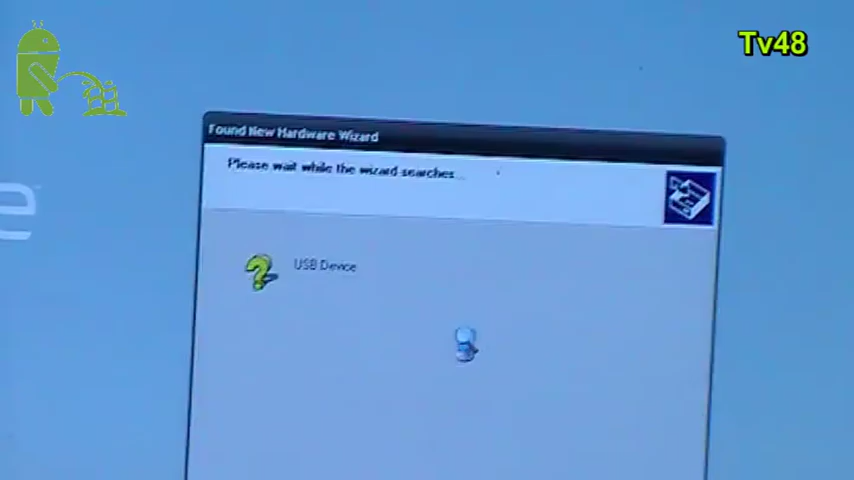 Tv48
Found New Hardware Wizard
Please wait while the wizard searches...
USB Device
e